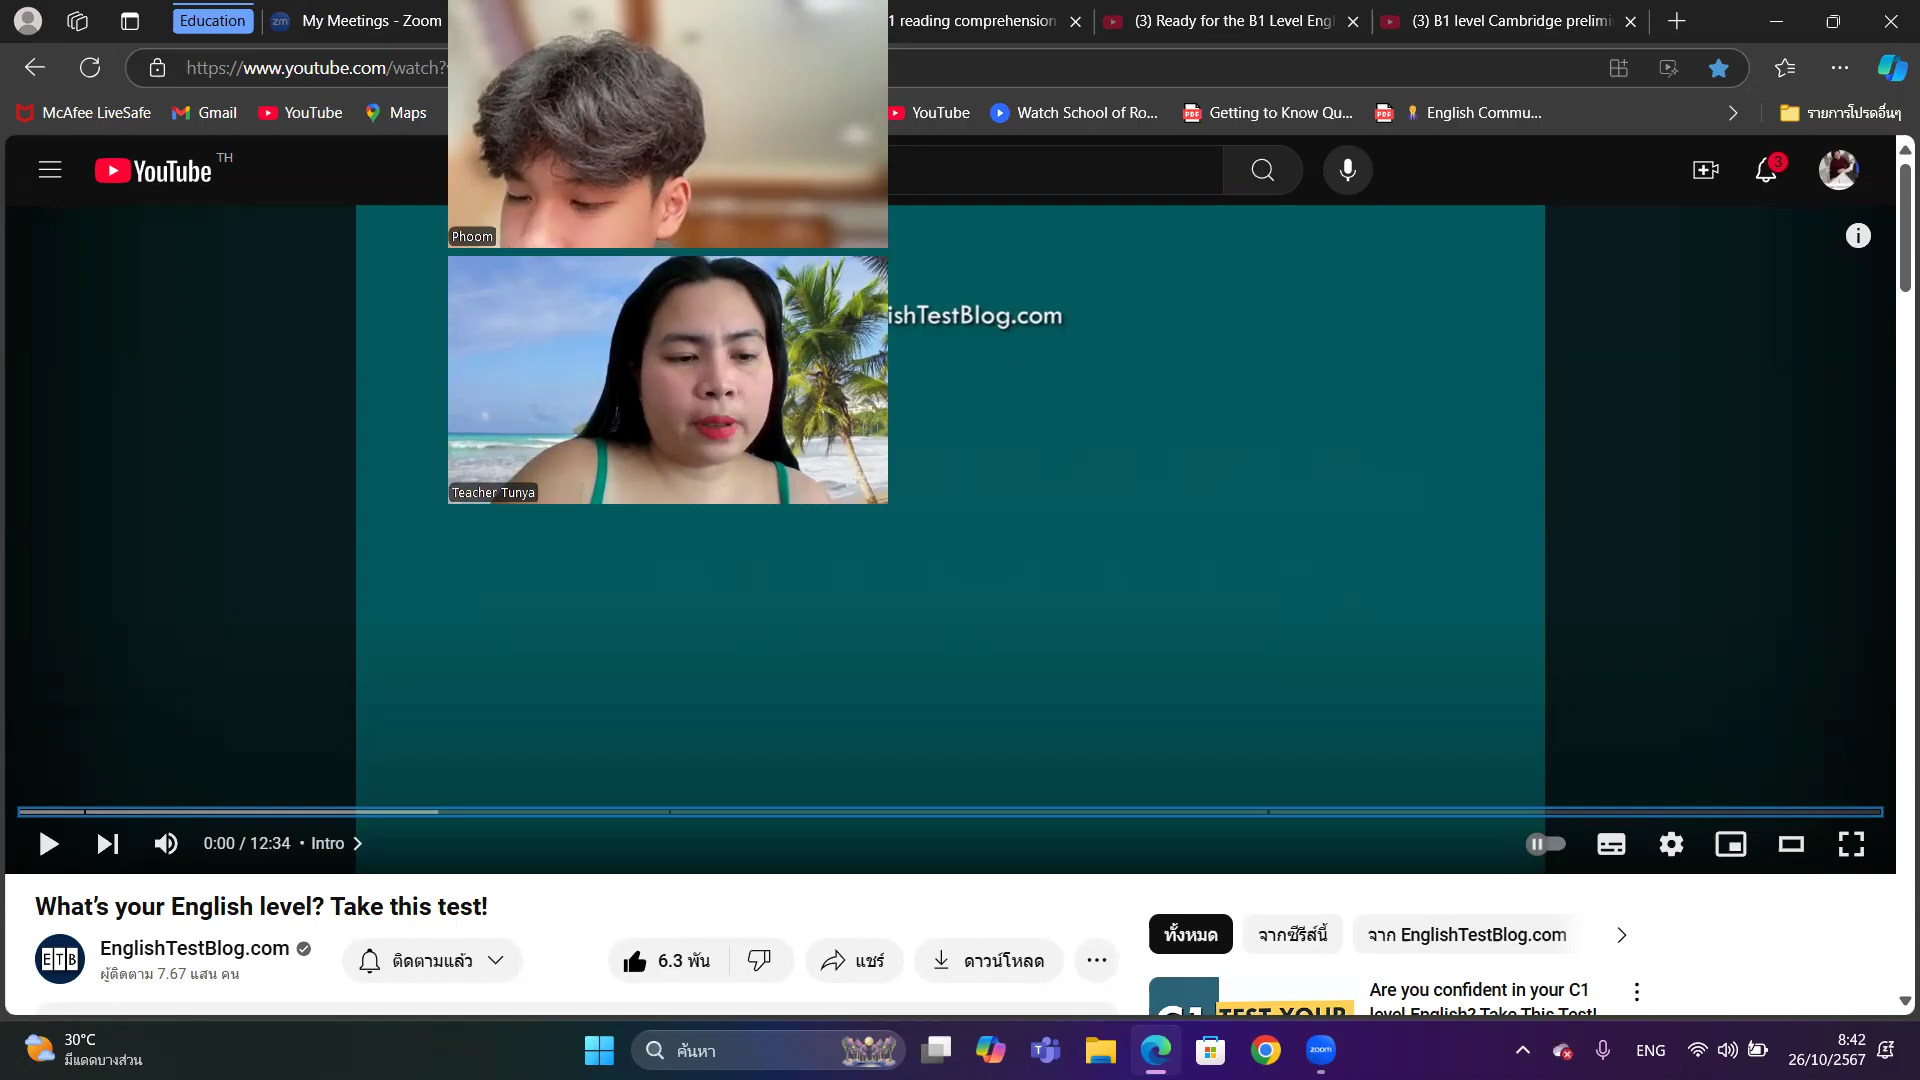 Education
My Meetings - Zoom
1 reading comprehension
(3) Ready for the B1 Level Eng
(3) B1 level Cambridge prelimi
https://www.youtube.com/watch?
McAfee LiveSafe
Gmail
YouTube
Maps
YouTube
Watch School of Ro...
Getting to Know Qu...
English Commu...
รายการโปรดอื่นๆ
YouTube TH
3
Phoom
ishTestBlog.com
Teacher Tunya
0:00 / 12:34 • Intro
What's your English level? Take this test!
ETB
EnglishTestBlog.com
ผู้ติดตาม 7.67 แสน คน
ติดตามแล้ว
6.3 พัน
แชร์
ดาวน์โหลด
ทั้งหมด
จากซีรีส์นี้
จาก EnglishTestBlog.com
C1 TEST YOUR
Are you confident in your C1
level English? Take This Test!
30°C
มีแดดบางส่วน
ค้นหา
zoom
ENG
8:42
26/10/2567